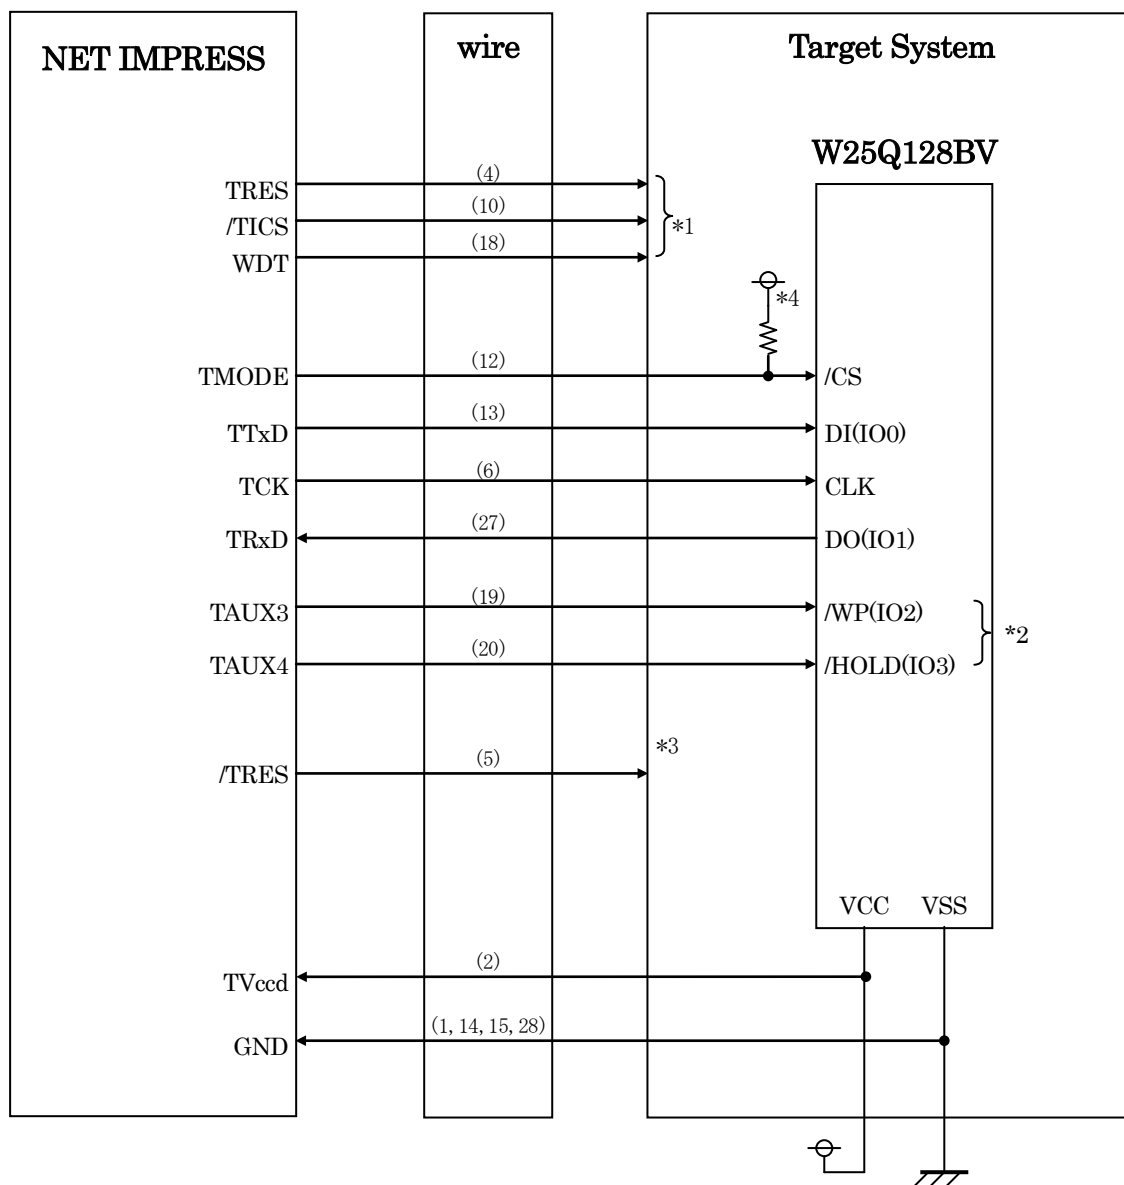 NET IMPRESS
wire
Target System
W25Q128BV
TRES (4)
/TICS (10) *1
WDT (18)
*4
TMODE (12) /CS
TTxD (13) DI(IO0)
TCK (6) CLK
TRxD (27) DO(IO1)
TAUX3 (19) /WP(IO2)
*2
TAUX4 (20) /HOLD(IO3)
*3
/TRES (5)
VCC VSS
TVccd (2)
GND (1, 14, 15, 28)